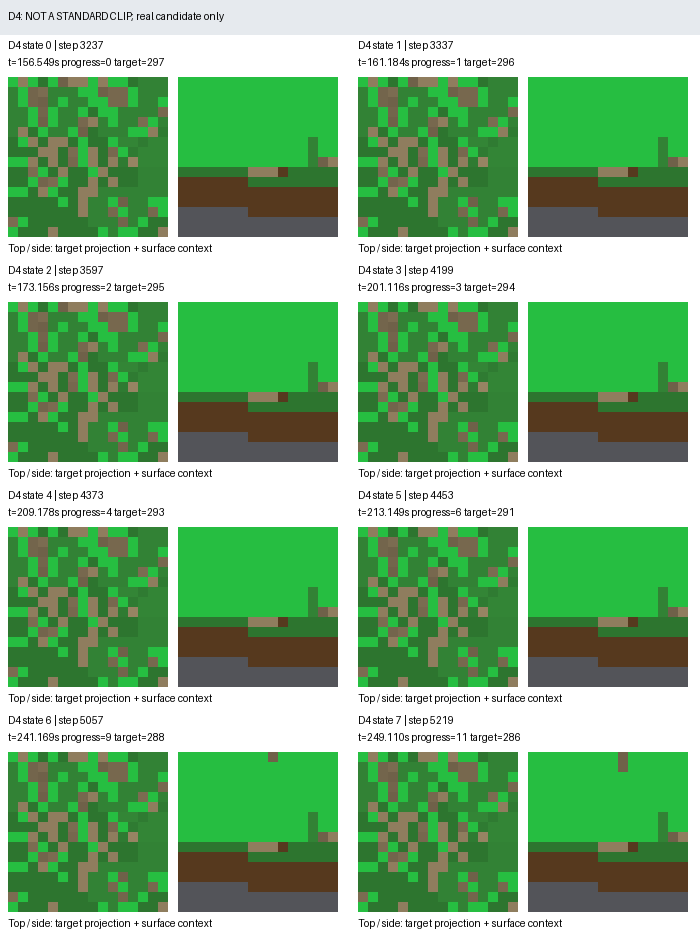 D4: NOT A STANDARD CLIP, real candidate only
D4 state 0 | step 3237
t=156.549s progress=0 target=297
Top / side: target projection + surface context
D4 state 1 | step 3337
t=161.184s progress=1 target=296
Top / side: target projection + surface context
D4 state 2 | step 3597
t=173.156s progress=2 target=295
Top / side: target projection + surface context
D4 state 3 | step 4199
t=201.116s progress=3 target=294
Top / side: target projection + surface context
D4 state 4 | step 4373
t=209.178s progress=4 target=293
Top / side: target projection + surface context
D4 state 5 | step 4453
t=213.149s progress=6 target=291
Top / side: target projection + surface context
D4 state 6 | step 5057
t=241.169s progress=9 target=288
Top / side: target projection + surface context
D4 state 7 | step 5219
t=249.110s progress=11 target=286
Top / side: target projection + surface context